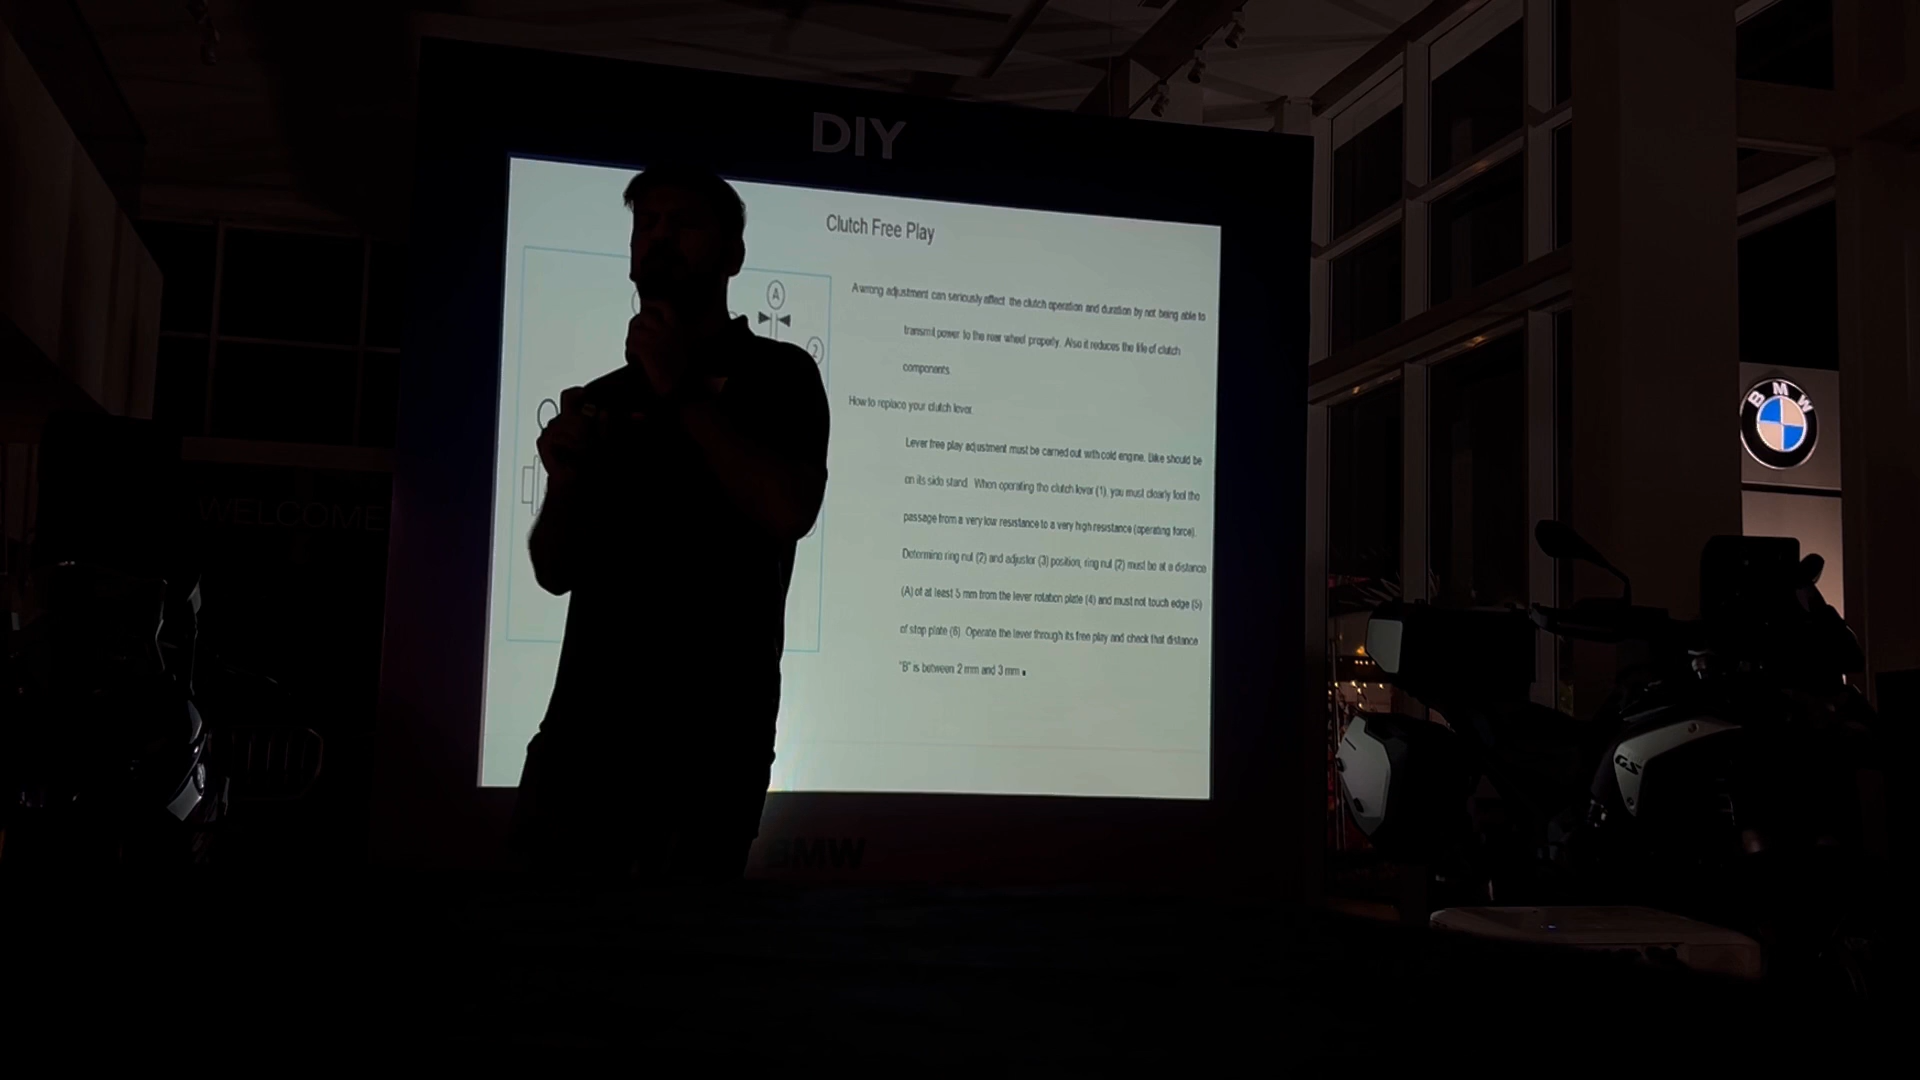 DIY
Clutch Free Play
A
2
A wrong adjustment can seriously affect the clutch operation and duration by not being able to
transmit power to the rear wheel properly. Also it reduces the life of clutch
components.
How to replace your clutch lever.
Lever free play adjustment must be carried out with cold engine. Bike should be
on its side stand. When operating the clutch lever (1), you must clearly feel the
passage from a very low resistance to a very high resistance (operating force).
Determine ring nut (2) and adjuster (3) position, ring nut (2) must be at a distance
(A) of at least 5 mm from the lever rotation plate (4) and must not touch edge (5)
of stop plate (6). Operate the lever through its free play and check that distance
"B" is between 2 mm and 3 mm
WELCOME
BMW
BMW
GS